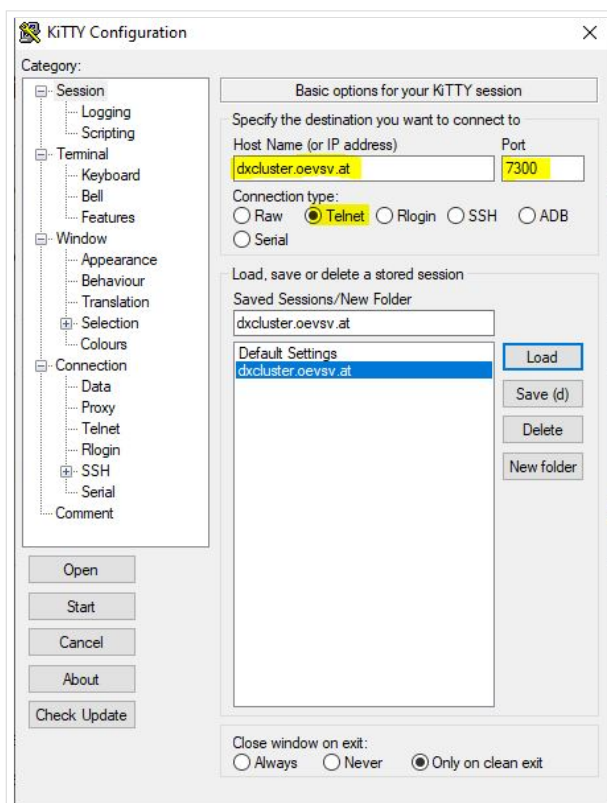 KiTTY Configuration
Category:
Session
Logging
Scripting
Terminal
Keyboard
Bell
Features
Window
Appearance
Behaviour
Translation
Selection
Colours
Connection
Data
Proxy
Telnet
Rlogin
SSH
Serial
Comment
Open
Start
Cancel
About
Check Update
Basic options for your KiTTY session
Specify the destination you want to connect to
Host Name (or IP address) Port
dxcluster.oevsv.at 7300
Connection type:
Raw Telnet Rlogin SSH ADB
Serial
Load, save or delete a stored session
Saved Sessions/New Folder
dxcluster.oevsv.at
Default Settings
dxcluster.oevsv.at
Load
Save (d)
Delete
New folder
Close window on exit:
Always Never Only on clean exit